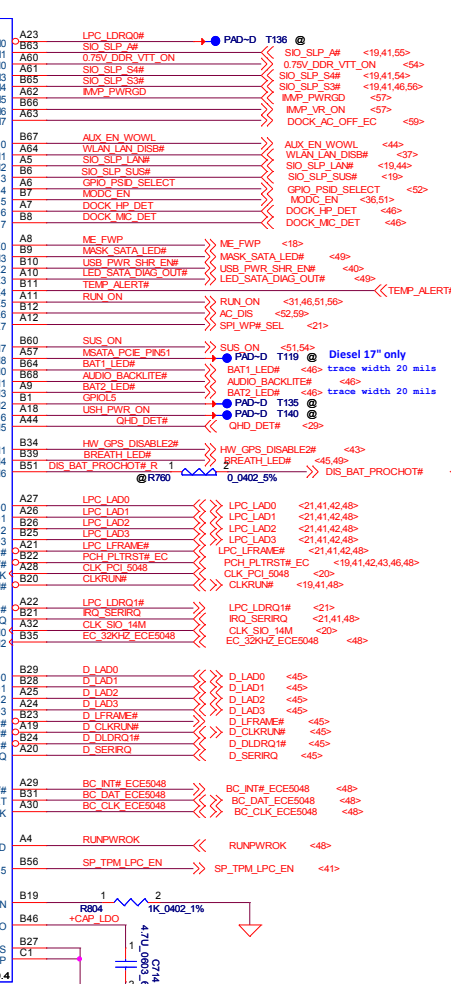 A23 LPC_LDRQ0# PAD~D T136 @
B63 SIO_SLP_A# SIO_SLP_A# <19,41,55>
A60 0.75V_DDR_VTT_ON 0.75V_DDR_VTT_ON <54>
A61 SIO_SLP_S4# SIO_SLP_S4# <19,41,54>
B65 SIO_SLP_S3# SIO_SLP_S3# <19,41,46,56>
A62 IMVP_PWRGD IMVP_PWRGD <57>
B66 IMVP_VR_ON <57>
A63 DOCK_AC_OFF_EC <59>
B67 AUX_EN_WOWL AUX_EN_WOWL <44>
A64 WLAN_LAN_DISB# WLAN_LAN_DISB# <37>
A5 SIO_SLP_LAN# SIO_SLP_LAN# <19,44>
B6 SIO_SLP_SUS# SIO_SLP_SUS# <19>
A6 GPIO_PSID_SELECT GPIO_PSID_SELECT <52>
B7 MODC_EN MODC_EN <36,51>
A7 DOCK_HP_DET DOCK_HP_DET <46>
B8 DOCK_MIC_DET DOCK_MIC_DET <46>
A8 ME_FWP ME_FWP <18>
B9 MASK_SATA_LED# MASK_SATA_LED# <49>
B10 USB_PWR_SHR_EN# USB_PWR_SHR_EN# <40>
A10 LED_SATA_DIAG_OUT# LED_SATA_DIAG_OUT# <49>
B11 TEMP_ALERT# TEMP_ALERT#
A11 RUN_ON RUN_ON <31,46,51,56>
B12 AC_DIS <52,59>
A12 SPI_WP#_SEL <21>
B60 SUS_ON SUS_ON <51,54>
A57 MSATA_PCIE_PIN51 PAD~D T119 @ Diesel 17" only
B64 BAT1_LED# BAT1_LED# <46> trace width 20 mils
B68 AUDIO_BACKLITE# AUDIO_BACKLITE# <46>
A9 BAT2_LED# BAT2_LED# <46> trace width 20 mils
B1 GPIOL5 PAD~D T135 @
A18 USH_PWR_ON PAD~D T140 @
A44 QHD_DET# QHD_DET# <29>
B34 HW_GPS_DISABLE2# HW_GPS_DISABLE2# <43>
B39 BREATH_LED# BREATH_LED# <45,49>
B51 DIS_BAT_PROCHOT#_R 1 2 DIS_BAT_PROCHOT# <
@R760 0_0402_5%
A27 LPC_LAD0 LPC_LAD0 <21,41,42,48>
A26 LPC_LAD1 LPC_LAD1 <21,41,42,48>
B26 LPC_LAD2 LPC_LAD2 <21,41,42,48>
B25 LPC_LAD3 LPC_LAD3 <21,41,42,48>
A21 LPC_LFRAME# LPC_LFRAME# <21,41,42,48>
B22 PCH_PLTRST#_EC PCH_PLTRST#_EC <19,41,42,43,46,48>
A28 CLK_PCI_5048 CLK_PCI_5048 <20>
B20 CLKRUN# CLKRUN# <19,41,48>
A22 LPC_LDRQ1# LPC_LDRQ1# <21>
B21 IRQ_SERIRQ IRQ_SERIRQ <21,41,48>
A32 CLK_SIO_14M CLK_SIO_14M <20>
B35 EC_32KHZ_ECE5048 EC_32KHZ_ECE5048 <48>
B29 D_LAD0 D_LAD0 <45>
B28 D_LAD1 D_LAD1 <45>
A25 D_LAD2 D_LAD2 <45>
A24 D_LAD3 D_LAD3 <45>
B23 D_LFRAME# D_LFRAME# <45>
A19 D_CLKRUN# D_CLKRUN# <45>
B24 D_DLDRQ1# D_DLDRQ1# <45>
A20 D_SERIRQ D_SERIRQ <45>
A29 BC_INT#_ECE5048 BC_INT#_ECE5048 <48>
B31 BC_DAT_ECE5048 BC_DAT_ECE5048 <48>
A30 BC_CLK_ECE5048 BC_CLK_ECE5048 <48>
A4 RUNPWROK RUNPWROK <48>
B56 SP_TPM_LPC_EN SP_TPM_LPC_EN <41>
B19 1 2
R804 1K_0402_1%
B46 +CAP_LDO
B27 1
C1
C714
4.7U_0603_6